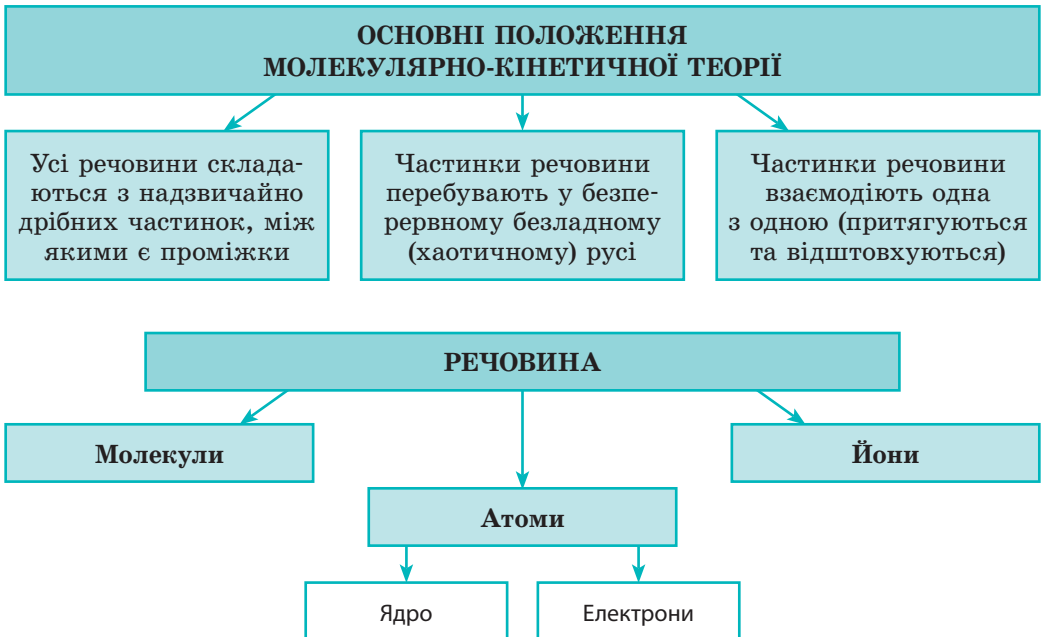 ОСНОВНІ ПОЛОЖЕННЯ
МОЛЕКУЛЯРНО-КІНЕТИЧНОЇ ТЕОРІЇ
Усі речовини склада-
ються з надзвичайно
дрібних частинок, між
якими є проміжки
Частинки речовини
перебувають у безпе-
рервному безладному
(хаотичному) русі
Частинки речовини
взаємодіють одна
з одною (притягуються
та відштовхуються)
РЕЧОВИНА
Молекули
Йони
Атоми
Ядро
Електрони